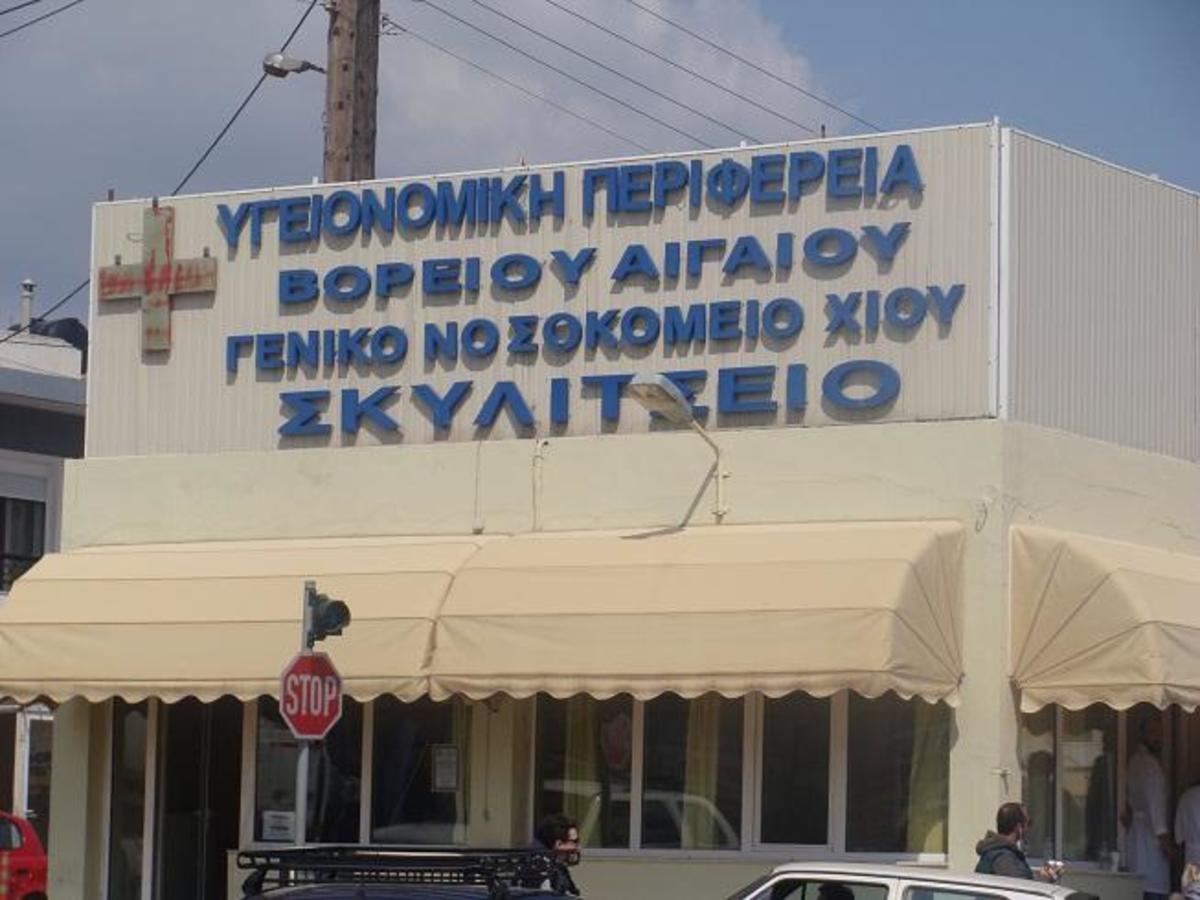 ΥΓΕΙΟΝΟΜΙΚΗ ΠΕΡΙΦΕΡΕΙΑ
ΒΟΡΕΙΟΥ ΑΙΓΑΙΟΥ
ΓΕΝΙΚΟ ΝΟΣΟΚΟΜΕΙΟ ΧΙΟΥ
ΣΚΥΛΙΤΣΕΙΟ
STOP